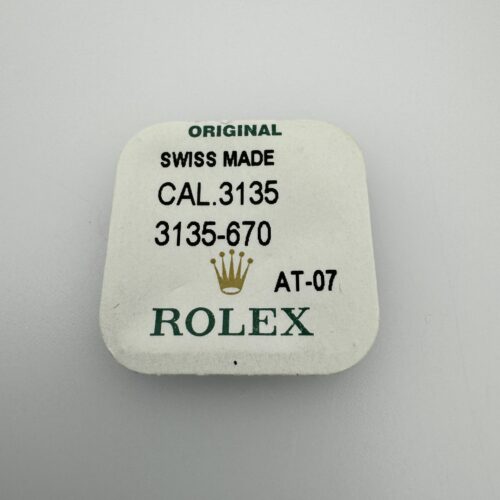 ORIGINAL
SWISS MADE
CAL.3135
3135-670
AT-07
ROLEX